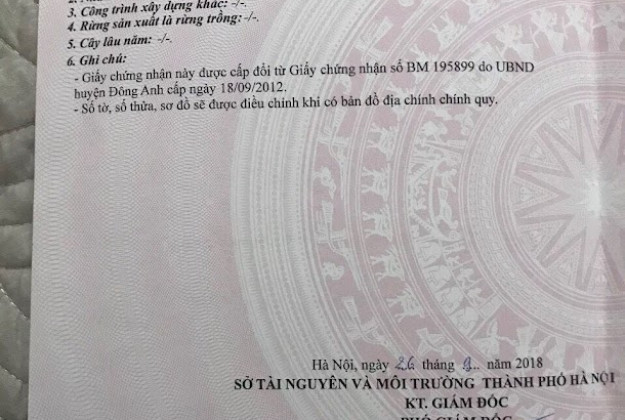 3. Công trình xây dựng khác: -/-.
4. Rừng sản xuất là rừng trồng: -/-.
5. Cây lâu năm: -/-.
6. Ghi chú:
- Giấy chứng nhận này được cấp đổi từ Giấy chứng nhận số BM 195899 do UBND
huyện Đông Anh cấp ngày 18/09/2012.
- Số tờ, số thửa, sơ đồ sẽ được điều chỉnh khi có bản đồ địa chính chính quy.
Hà Nội, ngày 26 tháng .. năm 2018
SỞ TÀI NGUYÊN VÀ MÔI TRƯỜNG THÀNH PHỐ HÀ NỘI
KT. GIÁM ĐỐC
PHÓ GIÁM ĐỐC